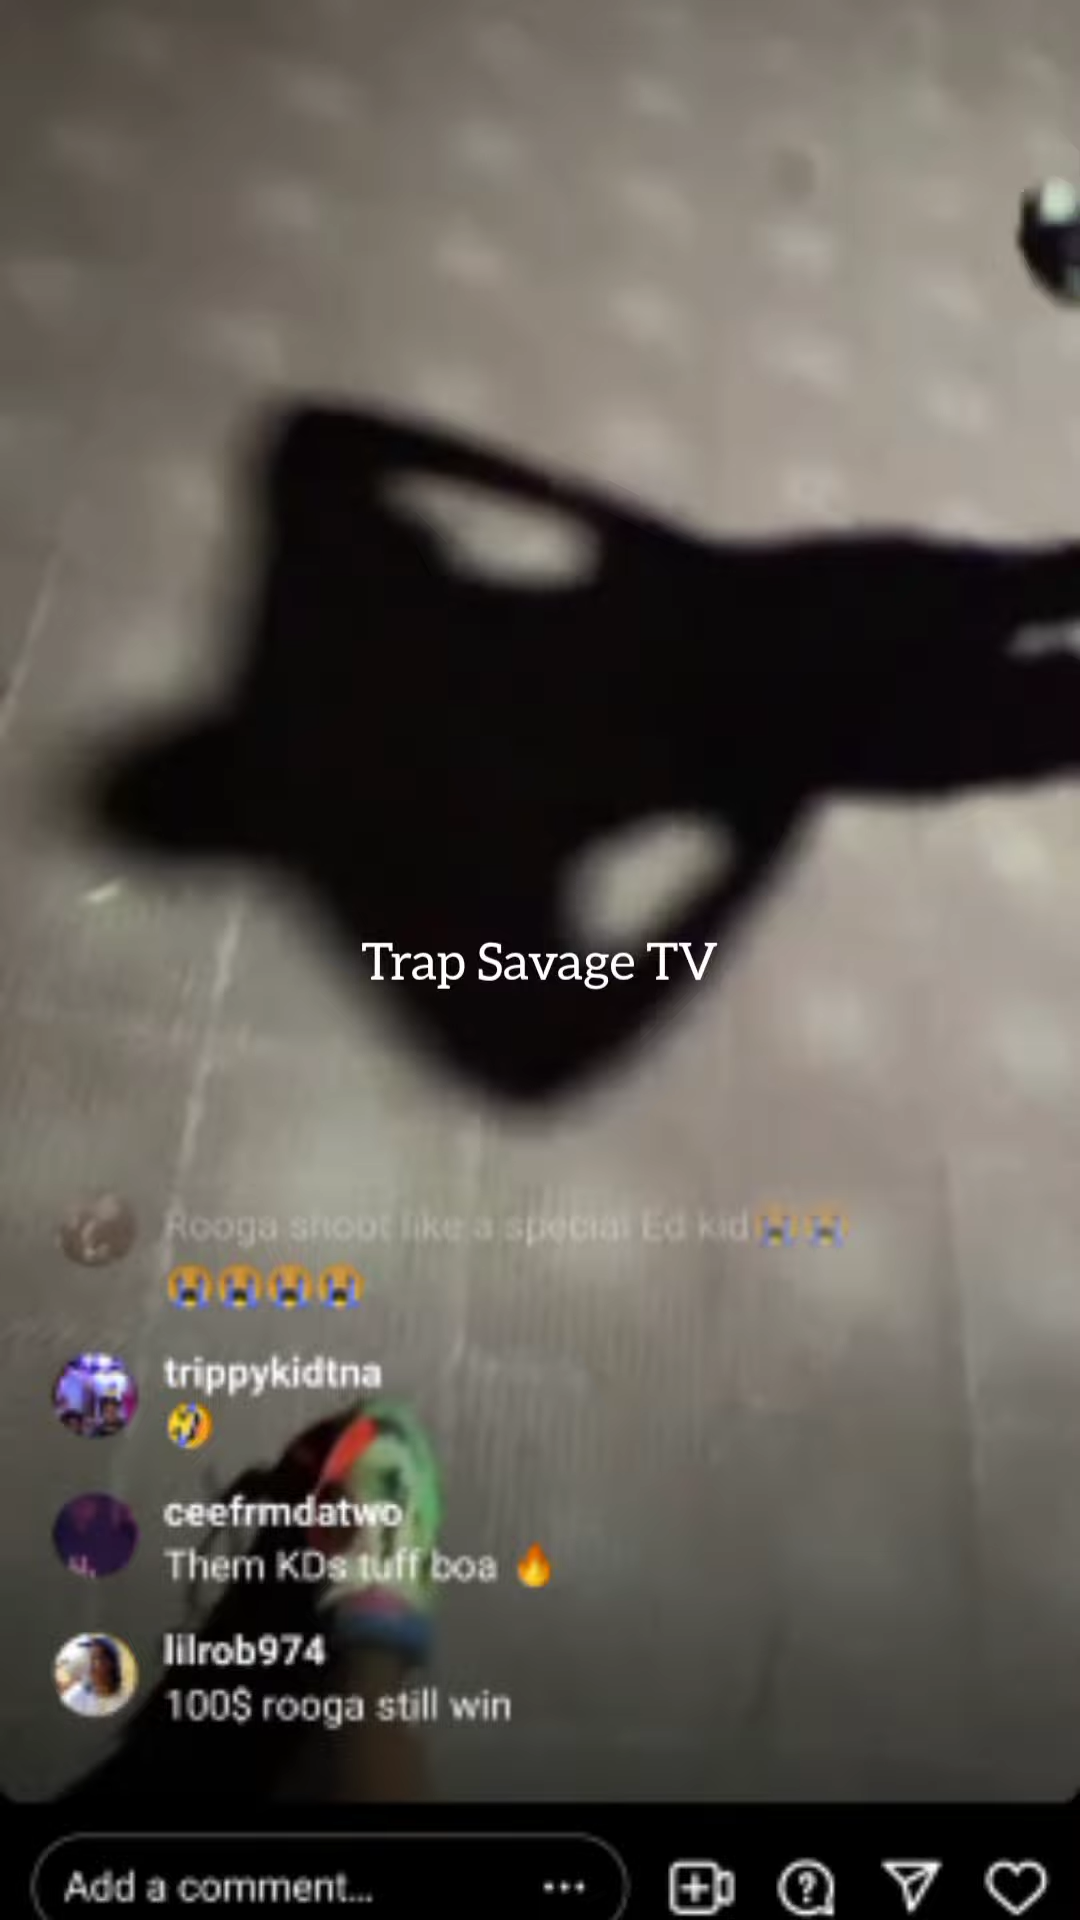 Trap Savage TV
Rooga shoot like a special Ed kid😭😭
😭😭😭😭
trippykidtna
🤣
ceefrmdatwo
Them KDs tuff boa 🔥
lilrob974
100$ rooga still win
Add a comment...